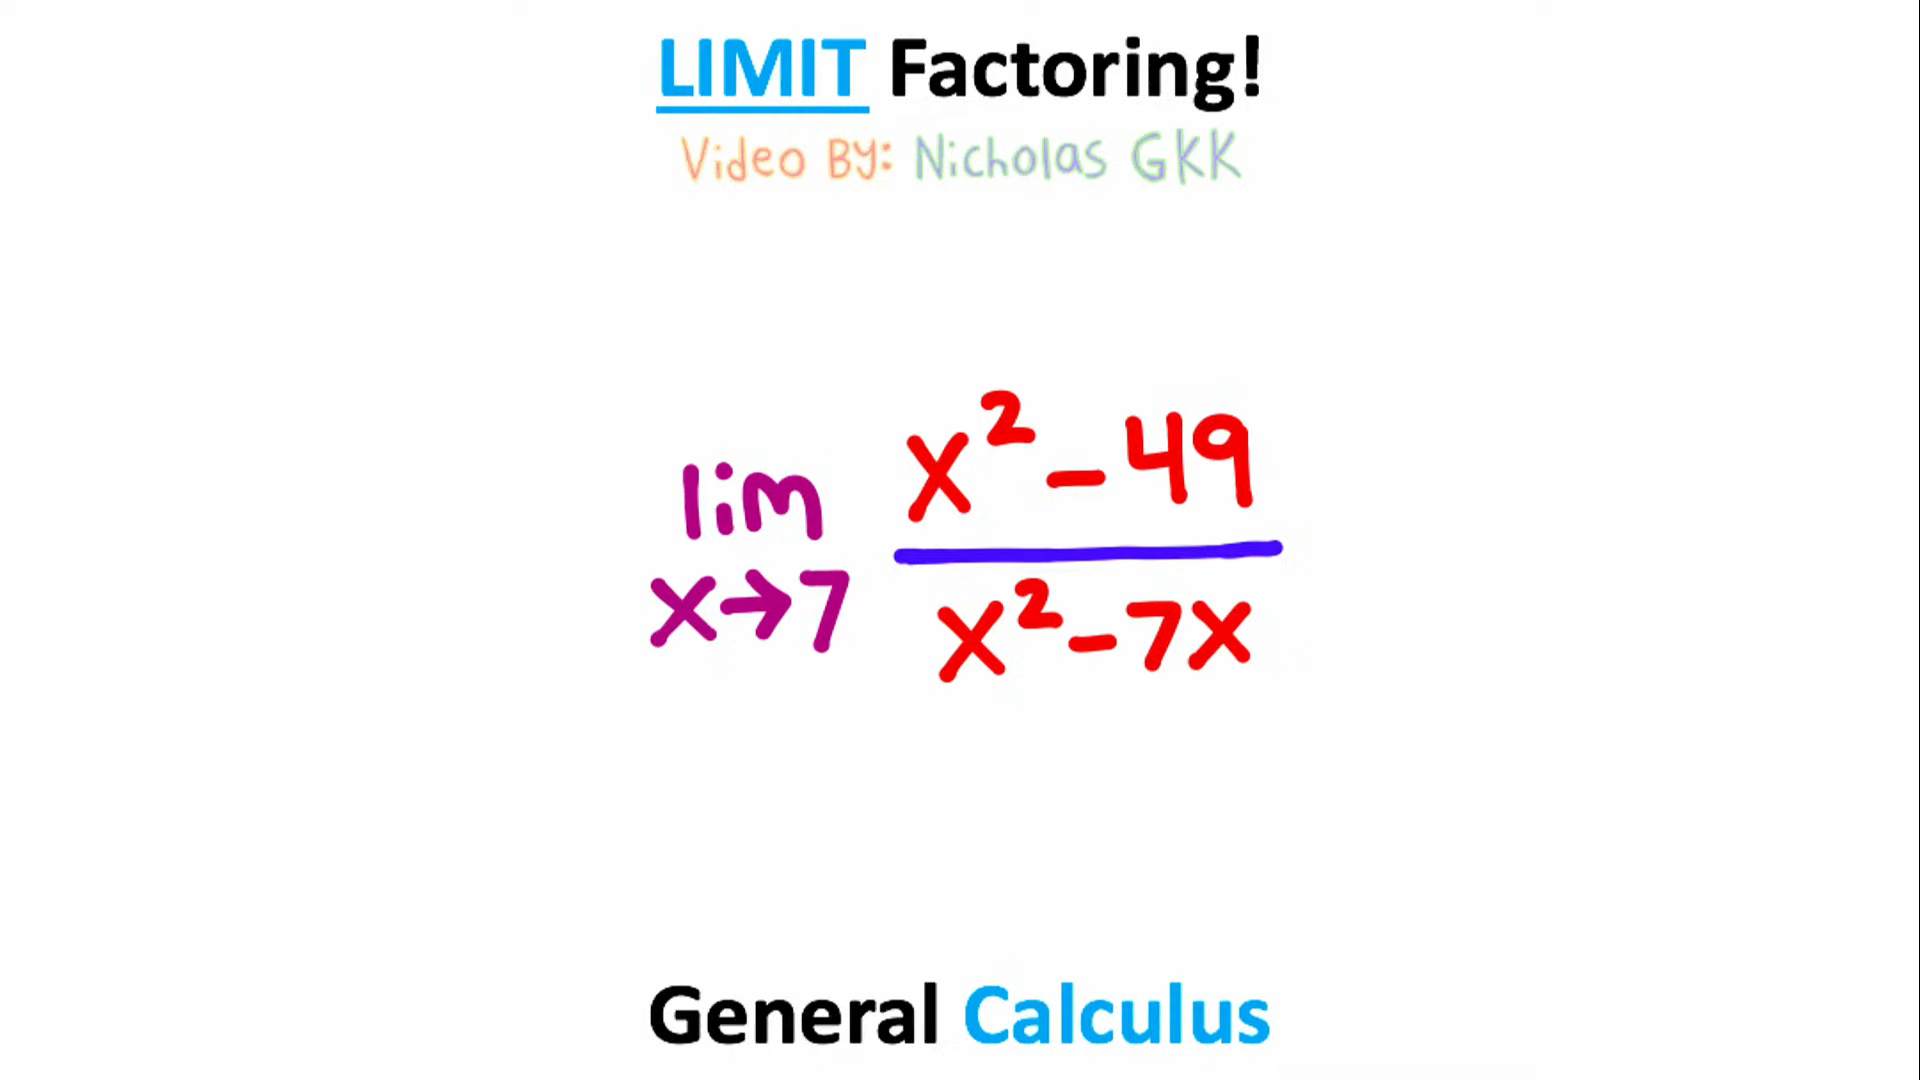 LIMIT Factoring!
Video By: Nicholas GKK
lim x→7
x² - 49
x² - 7x
General Calculus